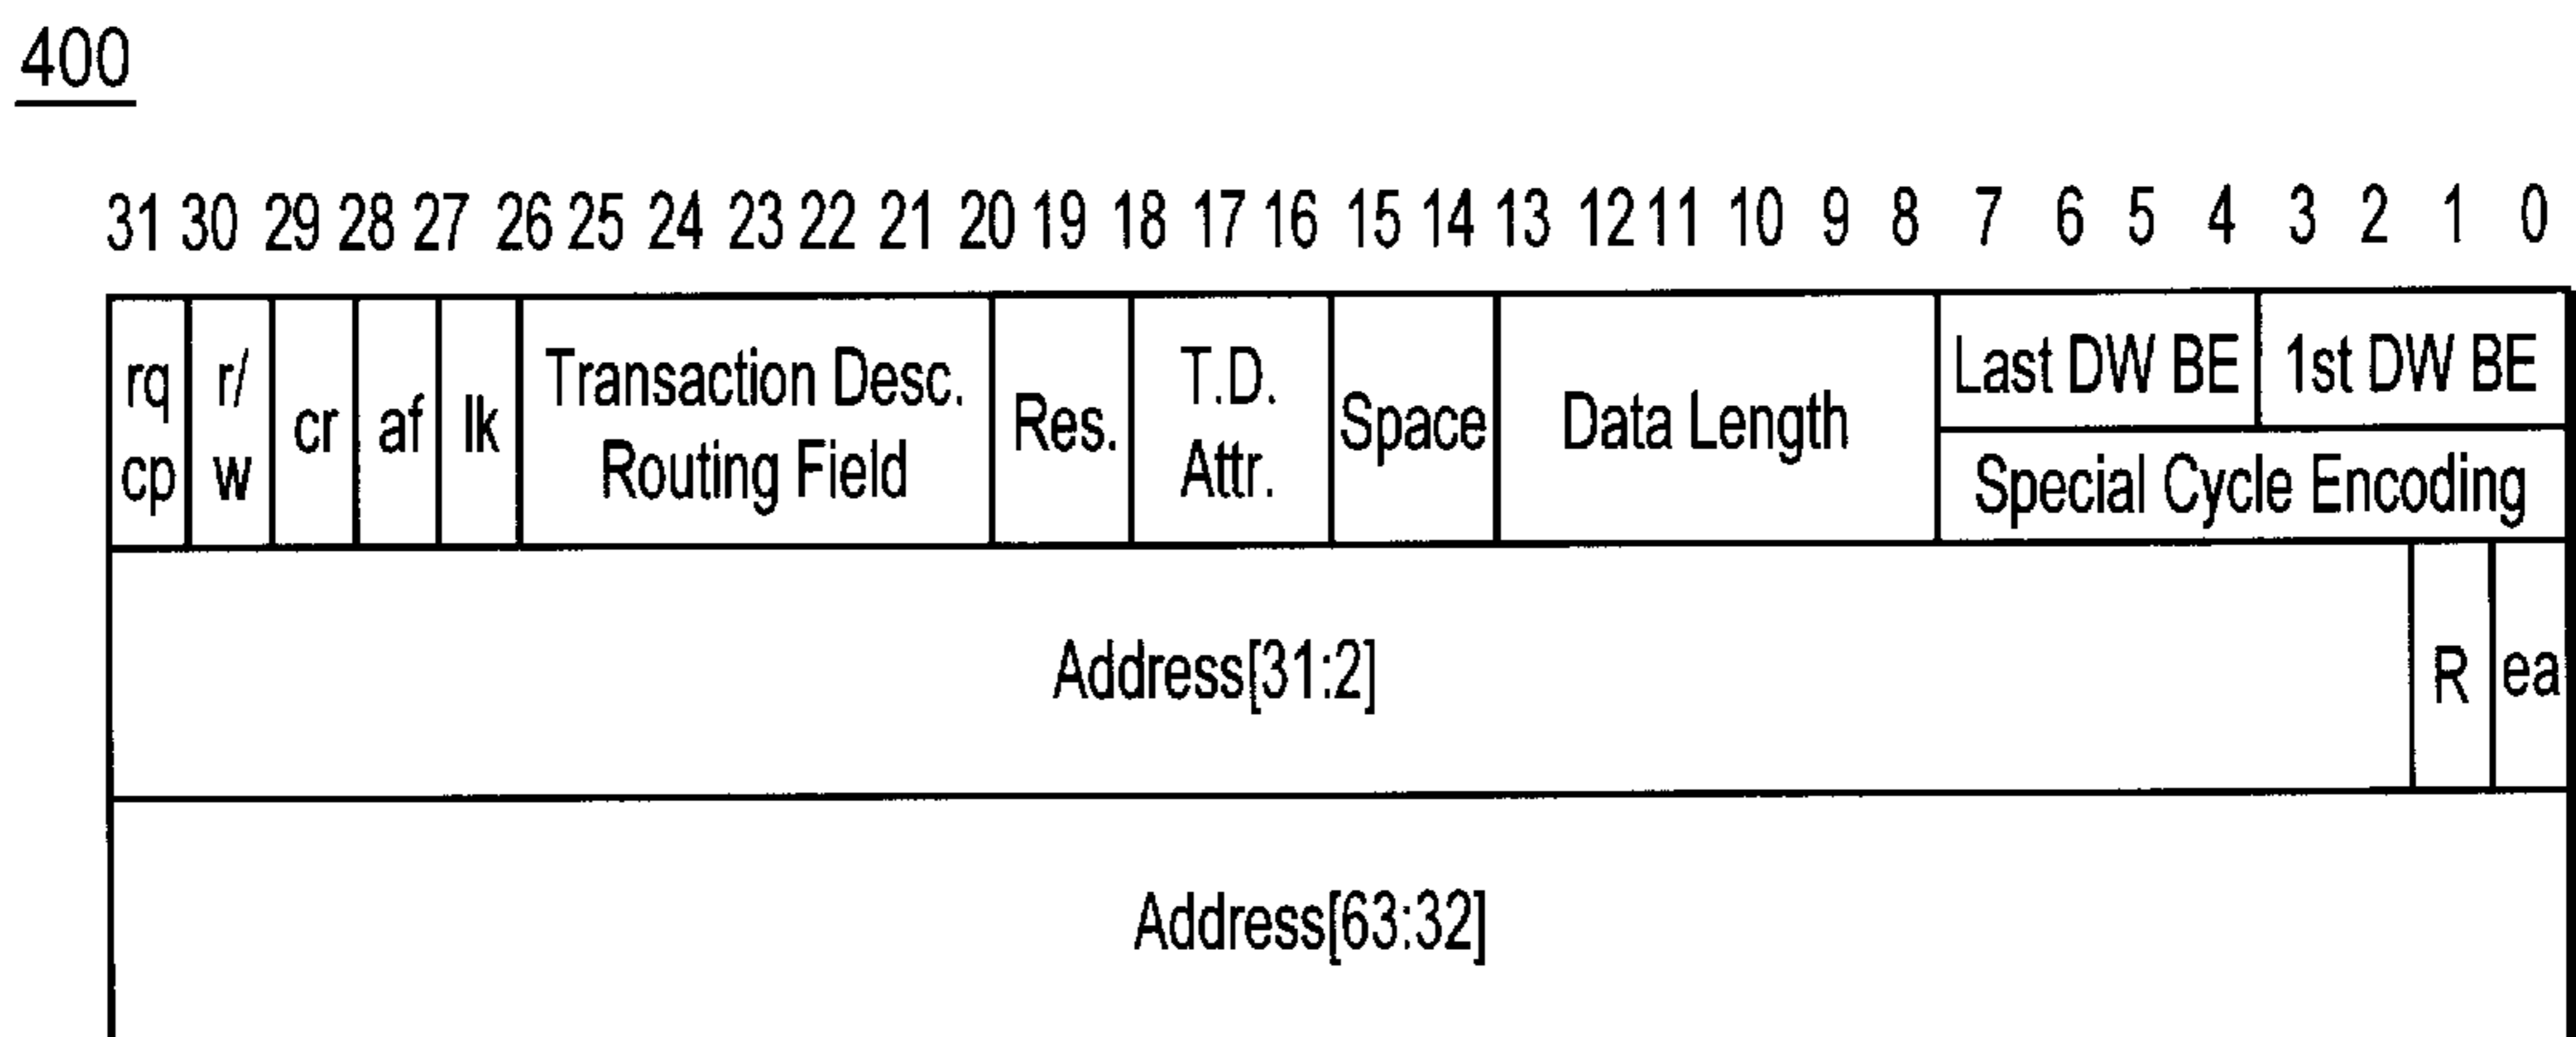 400
31 30 29 28 27 26 25 24 23 22 21 20 19 18 17 16 15 14 13 12 11 10 9 8 7 6 5 4 3 2 1 0
rq
cp
r/
w
cr
af
lk
Transaction Desc.
Routing Field
Res.
T.D.
Attr.
Space
Data Length
Last DW BE
1st DW BE
Special Cycle Encoding
Address[31:2]
R
ea
Address[63:32]